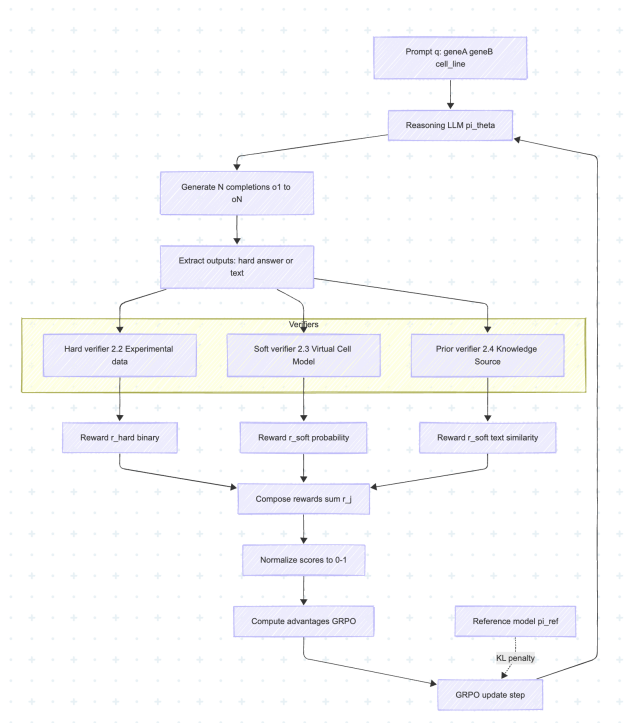 Prompt q: geneA geneB
cell_line
Reasoning LLM pi_theta
Generate N completions o1 to
oN
Extract outputs: hard answer or
text
Verifiers
Hard verifier 2.2 Experimental
data
Soft verifier 2.3 Virtual Cell
Model
Prior verifier 2.4 Knowledge
Source
Reward r_hard binary
Reward r_soft probability
Reward r_soft text similarity
Compose rewards sum r_j
Normalize scores to 0-1
Compute advantages GRPO
Reference model pi_ref
KL penalty
GRPO update step